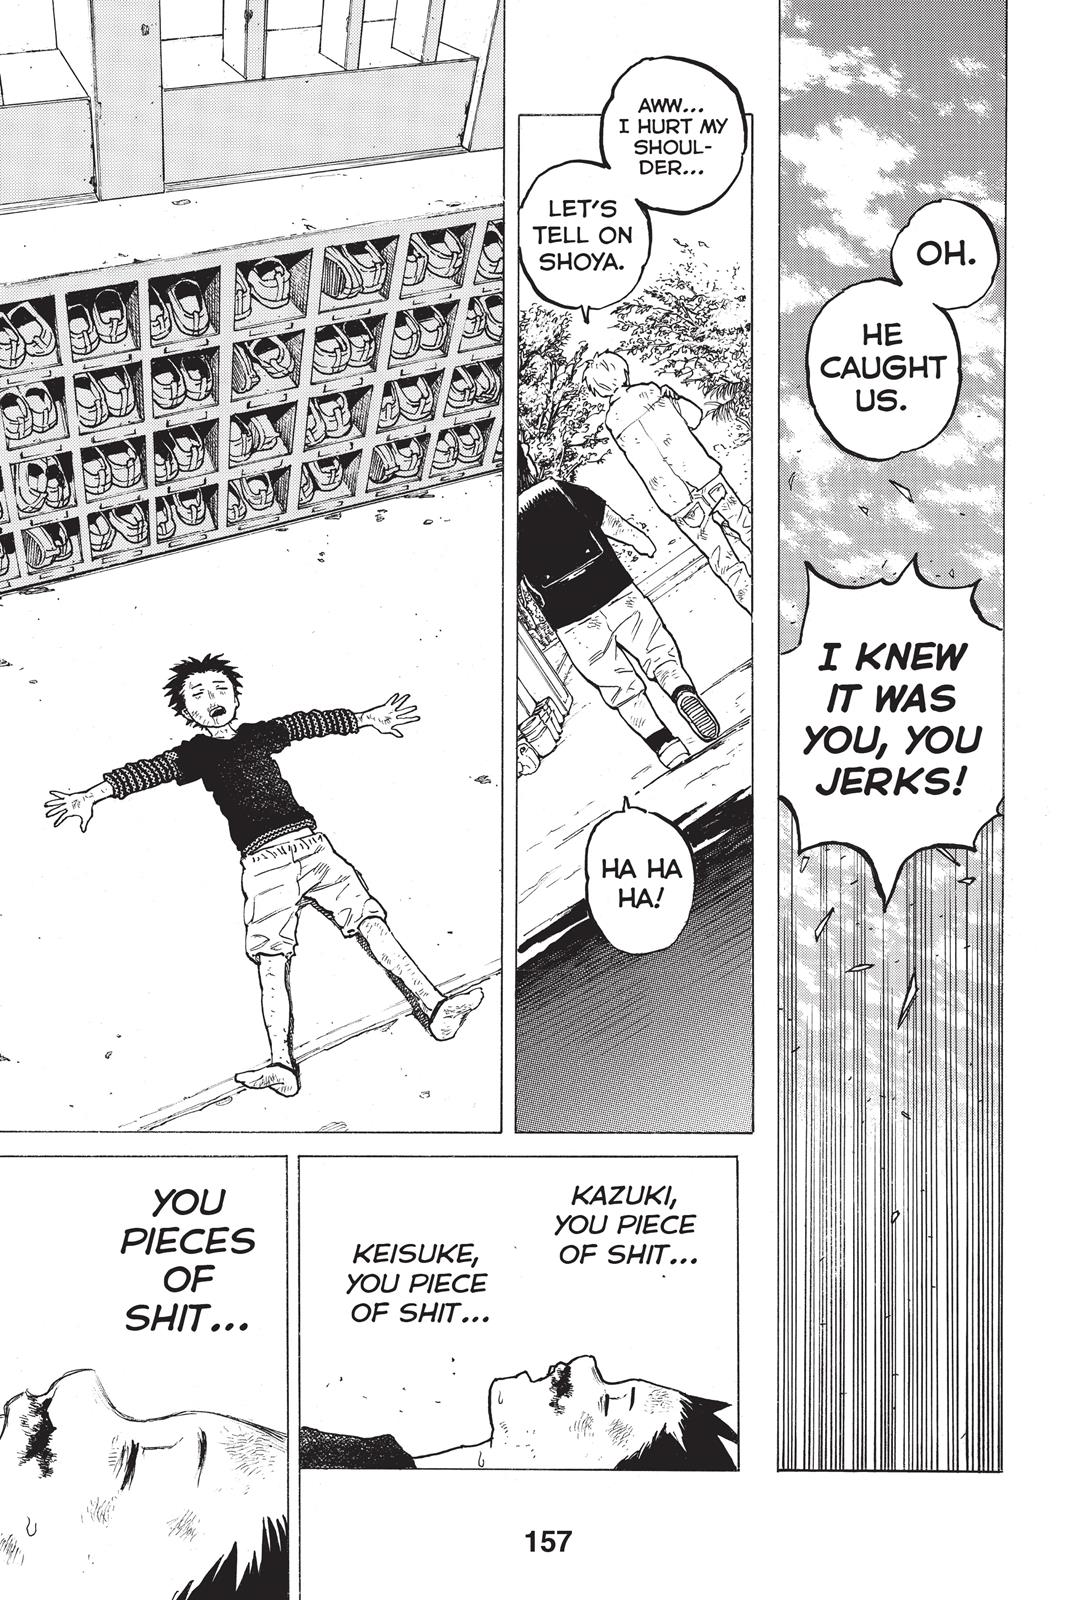 OH.
HE
CAUGHT
US.
I KNEW
IT WAS
YOU, YOU
JERKS!
AWW...
I HURT MY
SHOUL-
DER...
LET'S
TELL ON
SHOYA.
HA HA
HA!
KAZUKI,
YOU PIECE
OF SHIT...
KEISUKE,
YOU PIECE
OF SHIT...
YOU
PIECES
OF
SHIT...
157